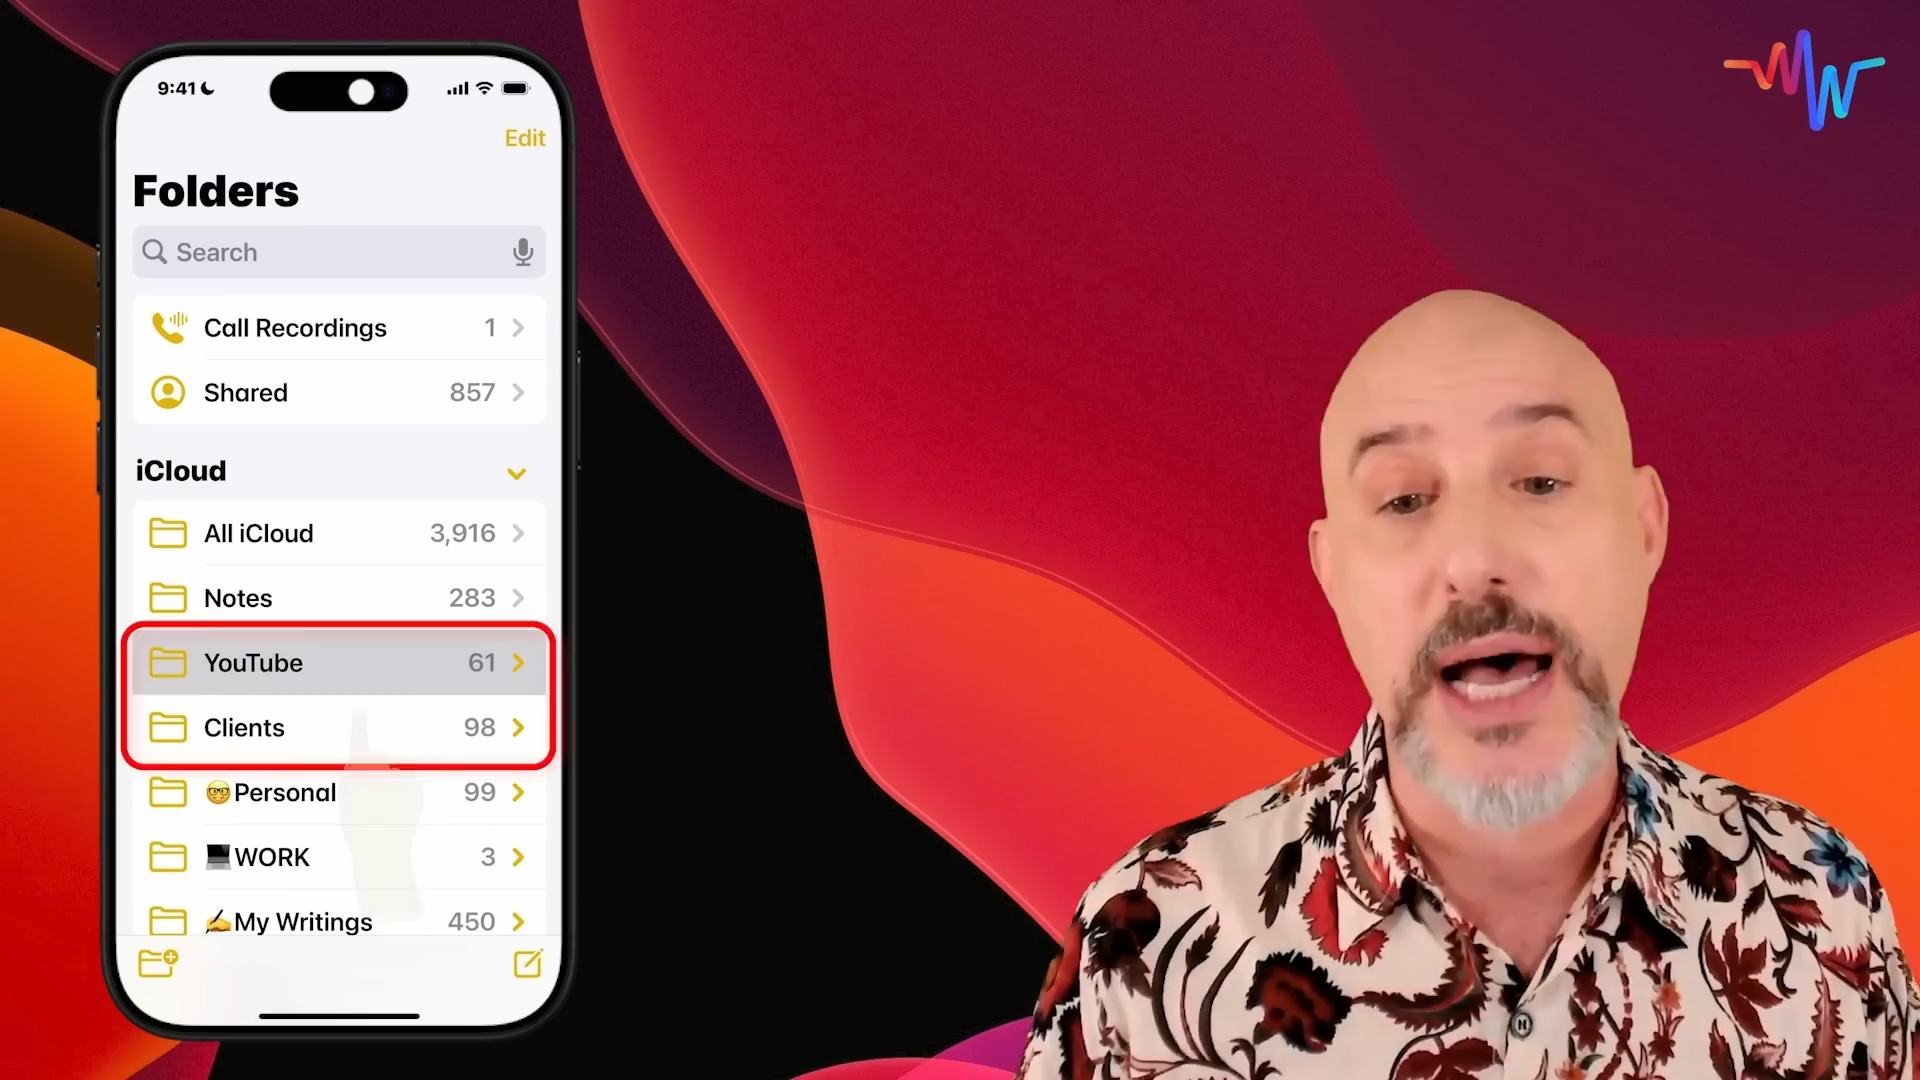 9:41
Edit
Folders
Search
Call Recordings 1
Shared 857
iCloud
All iCloud 3,916
Notes 283
YouTube 61
Clients 98
🤓Personal 99
💻WORK 3
✍️My Writings 450
N